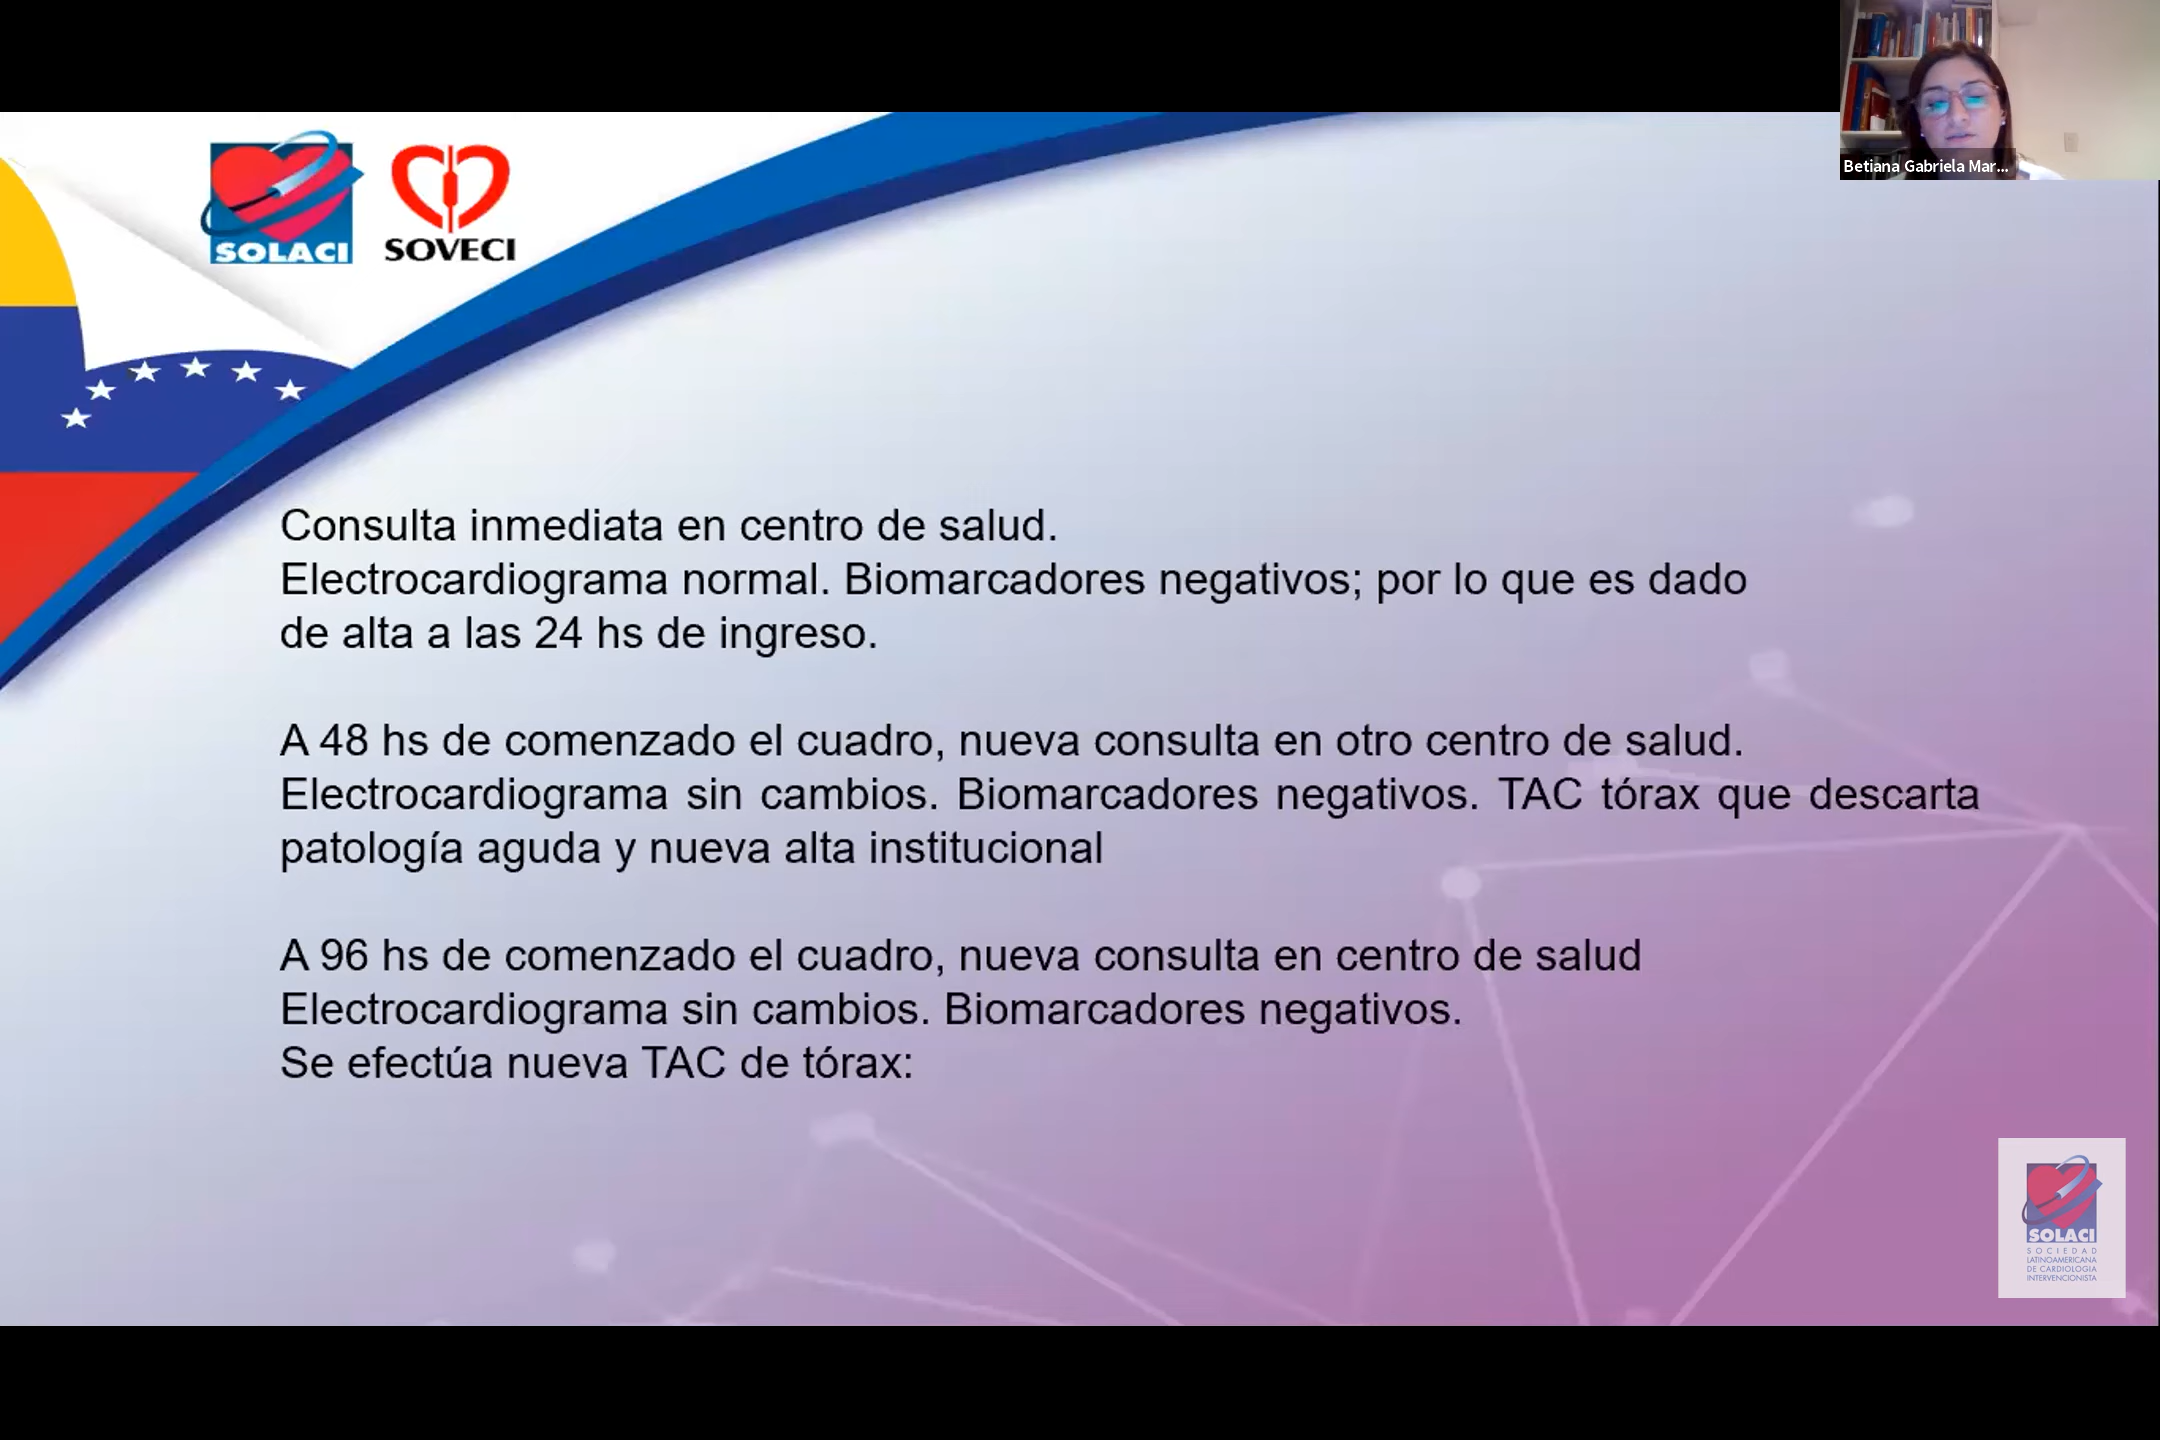 SOLACI
SOVECI
Betiana Gabriela Mar...
Consulta inmediata en centro de salud.
Electrocardiograma normal. Biomarcadores negativos; por lo que es dado
de alta a las 24 hs de ingreso.
A 48 hs de comenzado el cuadro, nueva consulta en otro centro de salud.
Electrocardiograma sin cambios. Biomarcadores negativos. TAC tórax que descarta
patología aguda y nueva alta institucional
A 96 hs de comenzado el cuadro, nueva consulta en centro de salud
Electrocardiograma sin cambios. Biomarcadores negativos.
Se efectúa nueva TAC de tórax:
SOLACI
SOCIEDAD
LATINOAMERICANA
DE CARDIOLOGIA
INTERVENCIONISTA